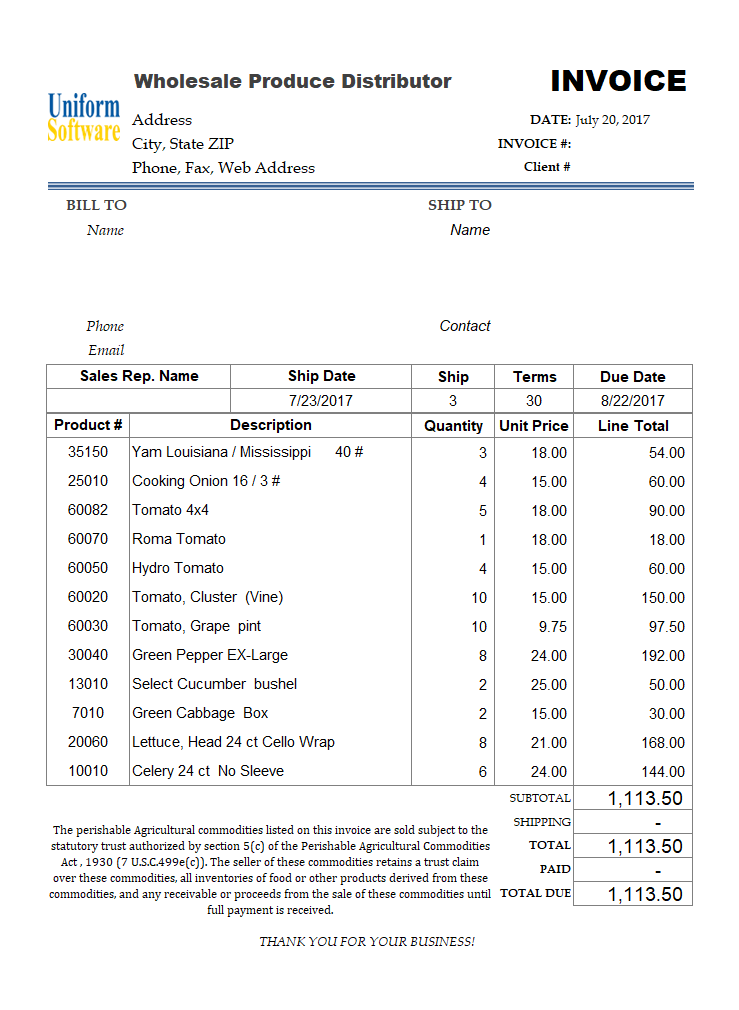 Wholesale Produce Distributor
INVOICE
Uniform
Software
Address
DATE: July 20, 2017
City, State ZIP
INVOICE #:
Phone, Fax, Web Address
Client #
BILL TO
SHIP TO
Name
Name
Phone
Contact
Email
Sales Rep. Name Ship Date Ship Terms Due Date
7/23/2017 3 30 8/22/2017
Product # Description Quantity Unit Price Line Total
35150 Yam Louisiana / Mississippi 40 # 3 18.00 54.00
25010 Cooking Onion 16 / 3 # 4 15.00 60.00
60082 Tomato 4x4 5 18.00 90.00
60070 Roma Tomato 1 18.00 18.00
60050 Hydro Tomato 4 15.00 60.00
60020 Tomato, Cluster (Vine) 10 15.00 150.00
60030 Tomato, Grape pint 10 9.75 97.50
30040 Green Pepper EX-Large 8 24.00 192.00
13010 Select Cucumber bushel 2 25.00 50.00
7010 Green Cabbage Box 2 15.00 30.00
20060 Lettuce, Head 24 ct Cello Wrap 8 21.00 168.00
10010 Celery 24 ct No Sleeve 6 24.00 144.00
SUBTOTAL 1,113.50
SHIPPING -
TOTAL 1,113.50
PAID -
TOTAL DUE 1,113.50
The perishable Agricultural commodities listed on this invoice are sold subject to the
statutory trust authorized by section 5(c) of the Perishable Agricultural Commodities
Act , 1930 (7 U.S.C.499e(c)). The seller of these commodities retains a trust claim
over these commodities, all inventories of food or other products derived from these
commodities, and any receivable or proceeds from the sale of these commodities until
full payment is received.
THANK YOU FOR YOUR BUSINESS!